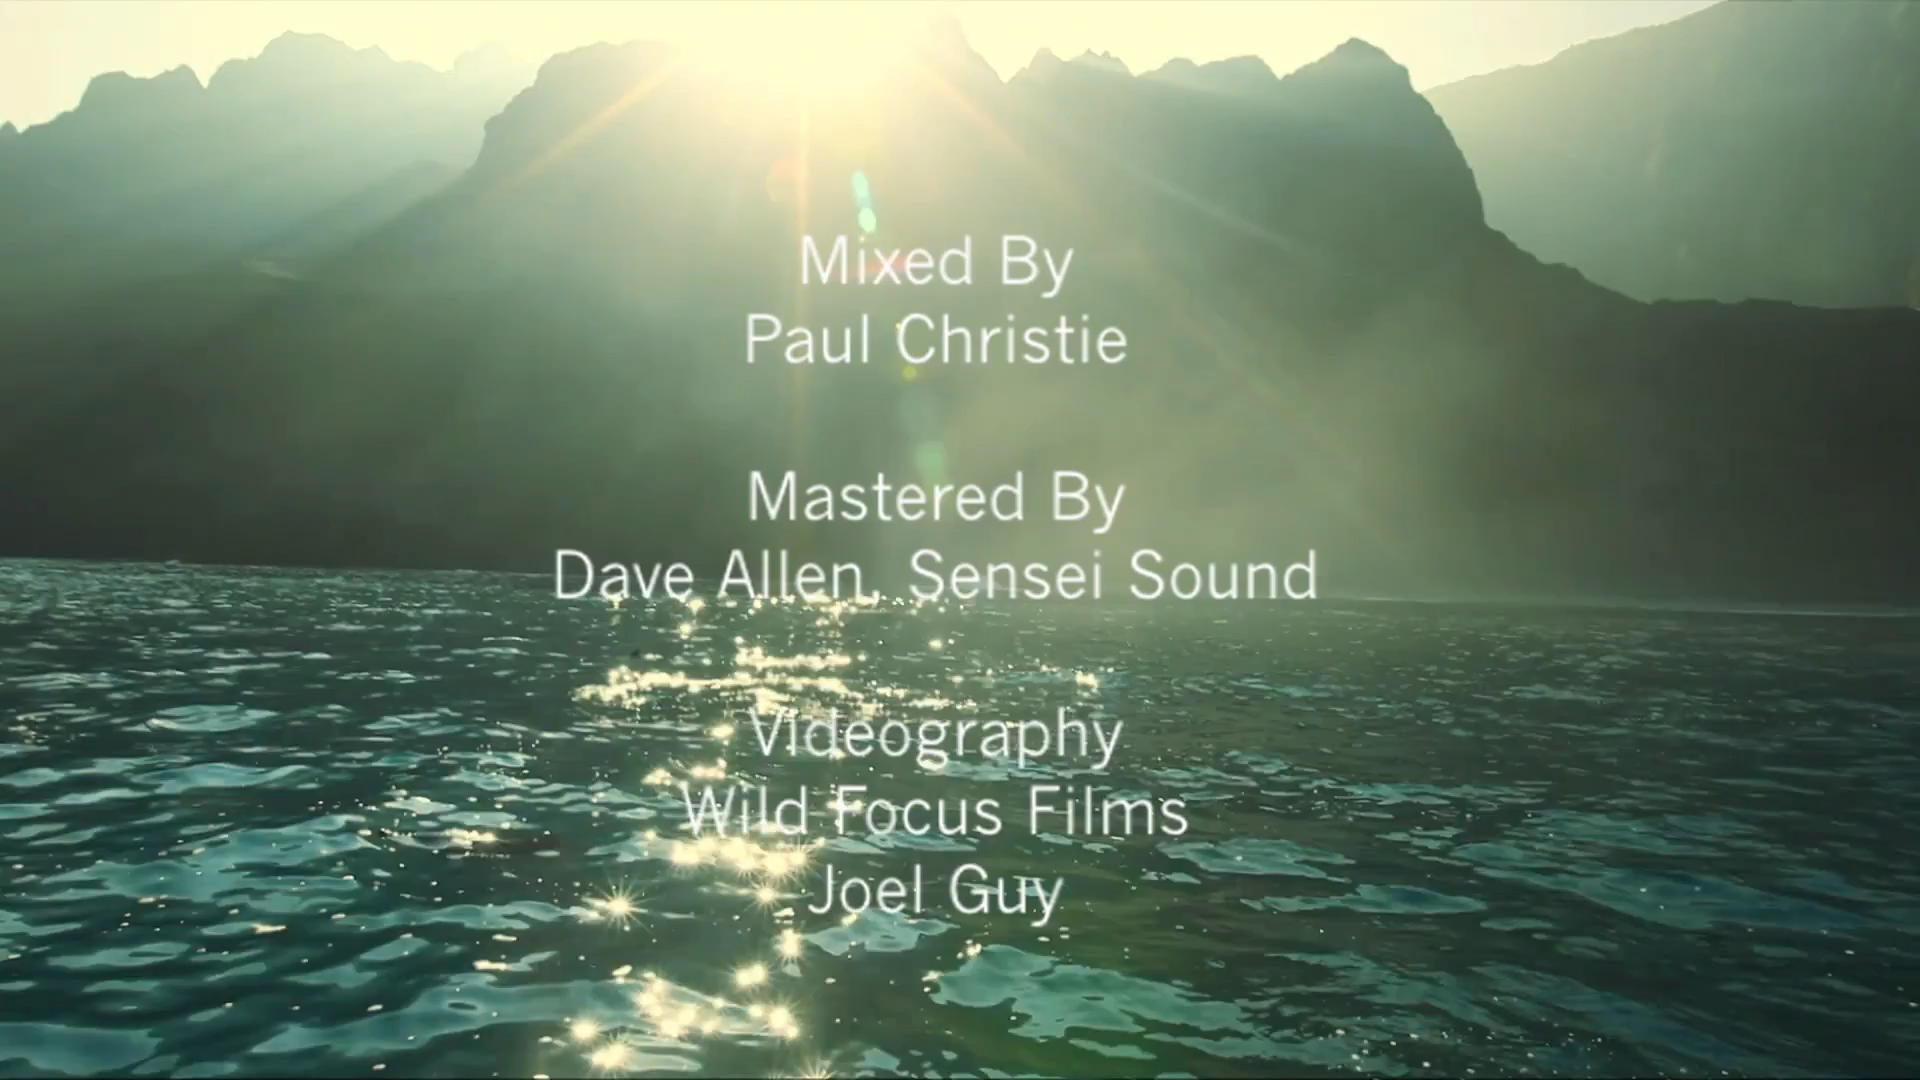 Mixed By
Paul Christie
Mastered By
Dave Allen, Sensei Sound
Videography
Wild Focus Films
Joel Guy